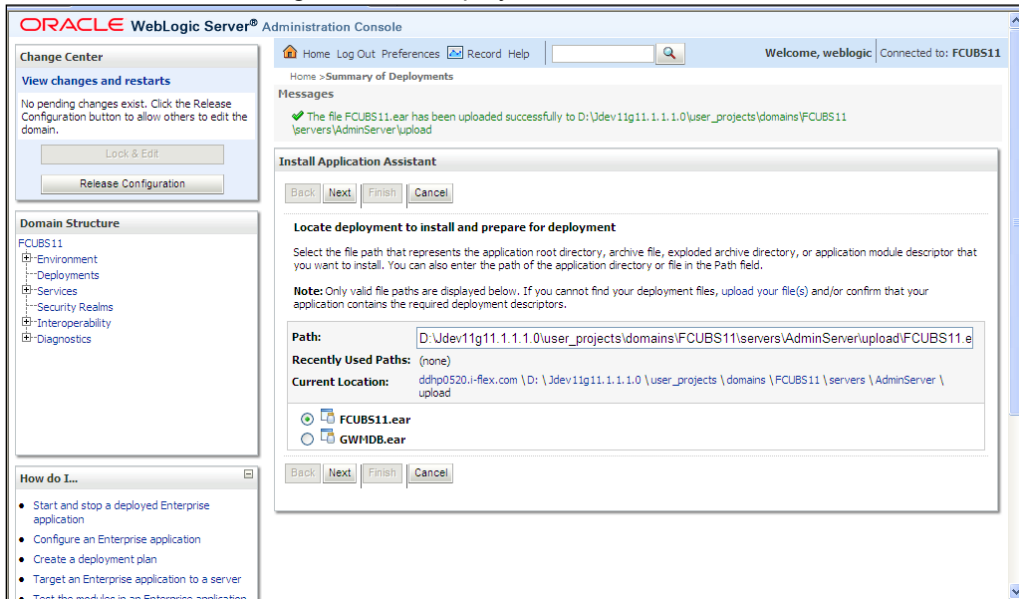 ORACLE WebLogic Server® Administration Console
Change Center
View changes and restarts
No pending changes exist. Click the Release
Configuration button to allow others to edit the
domain.
Lock & Edit
Release Configuration
Domain Structure
FCUBS11
Environment
Deployments
Services
Security Realms
Interoperability
Diagnostics
How do I...
Start and stop a deployed Enterprise
application
Configure an Enterprise application
Create a deployment plan
Target an Enterprise application to a server
Test the modules in an Enterprise application
Home Log Out Preferences Record Help
Welcome, weblogic Connected to: FCUBS11
Home >Summary of Deployments
Messages
The file FCUBS11.ear has been uploaded successfully to D:\Jdev11g11.1.1.1.0\user_projects\domains\FCUBS11
\servers\AdminServer\upload
Install Application Assistant
Back Next Finish Cancel
Locate deployment to install and prepare for deployment
Select the file path that represents the application root directory, archive file, exploded archive directory, or application module descriptor that
you want to install. You can also enter the path of the application directory or file in the Path field.
Note: Only valid file paths are displayed below. If you cannot find your deployment files, upload your file(s) and/or confirm that your
application contains the required deployment descriptors.
Path: D:\Jdev11g11.1.1.1.0\user_projects\domains\FCUBS11\servers\AdminServer\upload\FCUBS11.e
Recently Used Paths: (none)
Current Location: ddhp0520.i-flex.com \ D: \ Jdev11g11.1.1.1.0 \ user_projects \ domains \ FCUBS11 \ servers \ AdminServer \
upload
FCUBS11.ear
GWMDB.ear
Back Next Finish Cancel